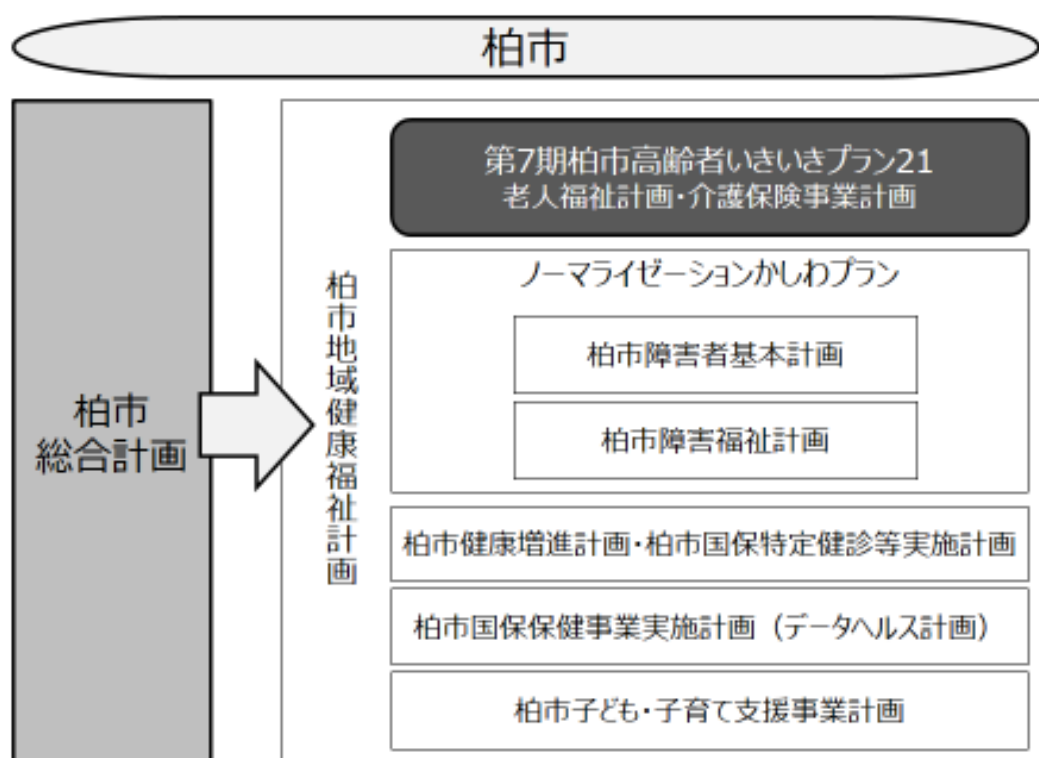 柏市
柏市
総合計画
柏市地域健康福祉計画
第7期柏市高齢者いきいきプラン21
老人福祉計画・介護保険事業計画
ノーマライゼーションかしわプラン
柏市障害者基本計画
柏市障害福祉計画
柏市健康増進計画・柏市国保特定健診等実施計画
柏市国保保健事業実施計画（データヘルス計画）
柏市子ども・子育て支援事業計画